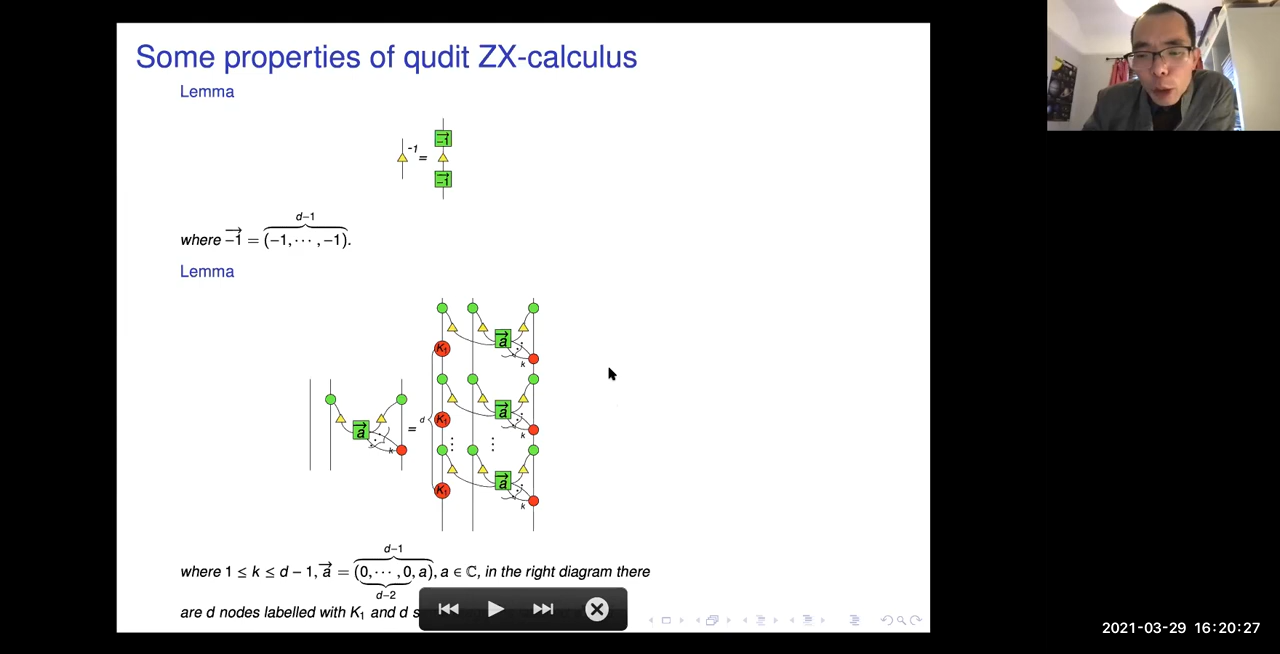 Some properties of qudit ZX-calculus
Lemma
-1
=
→
−1
→
−1
d−1
where −1→ = (−1, ⋯ , −1).
Lemma
a→
k
=
d
K₁
a→
k
K₁
a→
k
⋮
⋮
K₁
a→
k
d−1
where 1 ≤ k ≤ d − 1, a→ = (0, ⋯ , 0, a), a ∈ ℂ, in the right diagram there
d−2
are d nodes labelled with K₁ and d s
2021-03-29 16:20:27